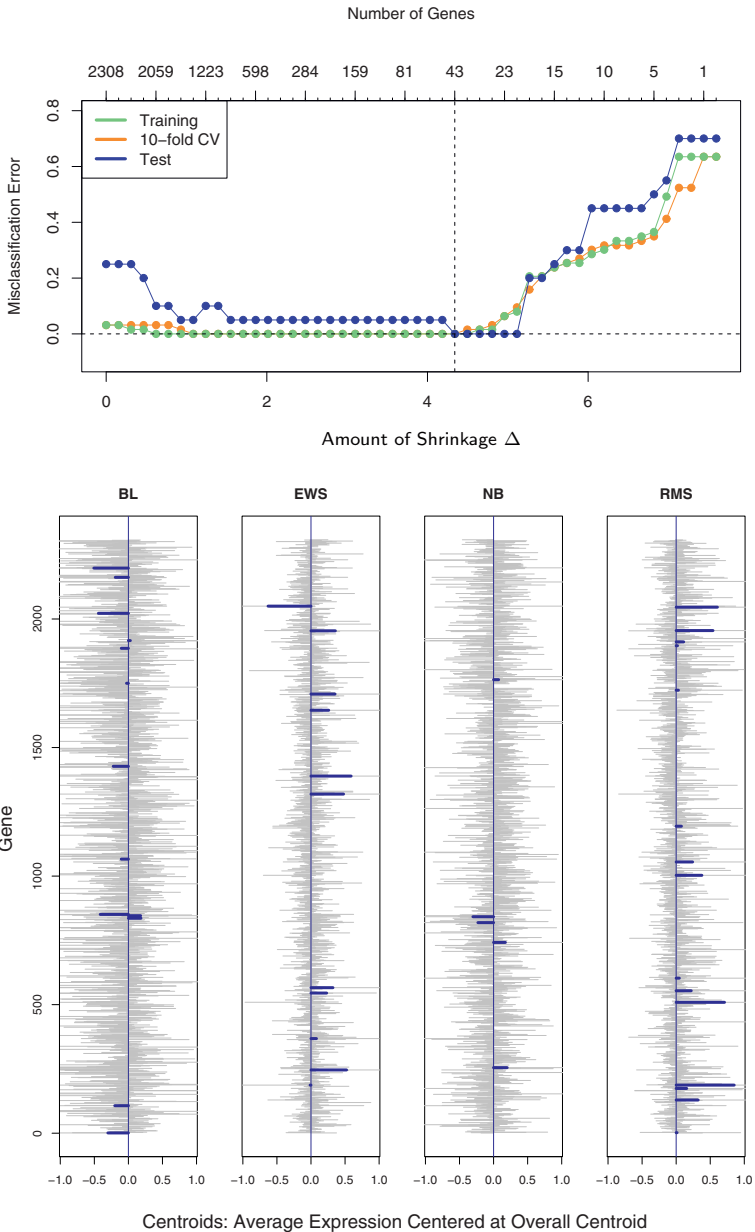 Number of Genes
2308 2059 1223 598 284 159 81 43 23 15 10 5 1
Training
10−fold CV
Test
Misclassification Error
0.0 0.2 0.4 0.6 0.8
0 2 4 6
Amount of Shrinkage Δ
BL EWS NB RMS
Gene
0 500 1000 1500 2000
−1.0 −0.5 0.0 0.5 1.0 −1.0 −0.5 0.0 0.5 1.0 −1.0 −0.5 0.0 0.5 1.0 −1.0 −0.5 0.0 0.5 1.0
Centroids: Average Expression Centered at Overall Centroid